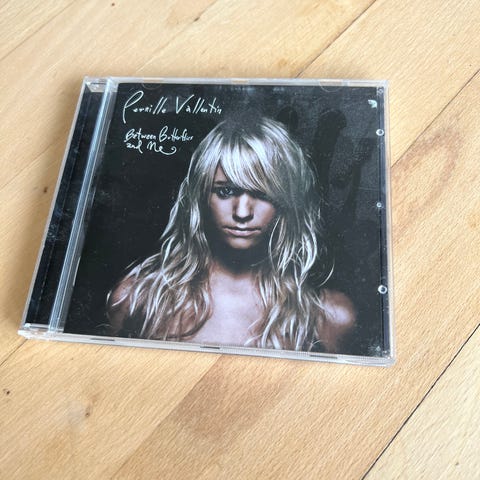 Pernille Vallentin
Between Butterflies
and Me